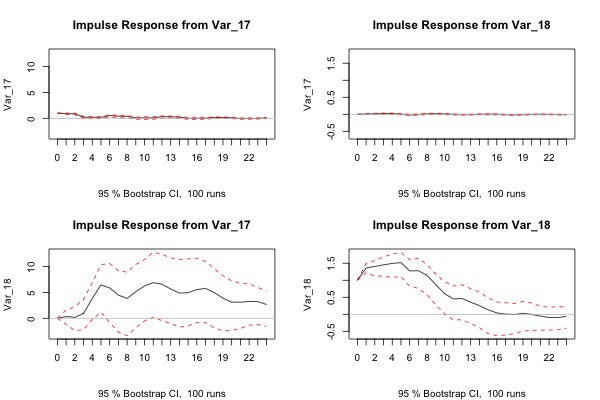 Impulse Response from Var_17
Var_17
0 5 10
0 2 4 6 8 10 13 16 19 22
95 % Bootstrap CI, 100 runs
Impulse Response from Var_18
Var_17
-0.5 0.5 1.5
0 2 4 6 8 10 13 16 19 22
95 % Bootstrap CI, 100 runs
Impulse Response from Var_17
Var_18
0 5 10
0 2 4 6 8 10 13 16 19 22
95 % Bootstrap CI, 100 runs
Impulse Response from Var_18
Var_18
-0.5 0.5 1.5
0 2 4 6 8 10 13 16 19 22
95 % Bootstrap CI, 100 runs